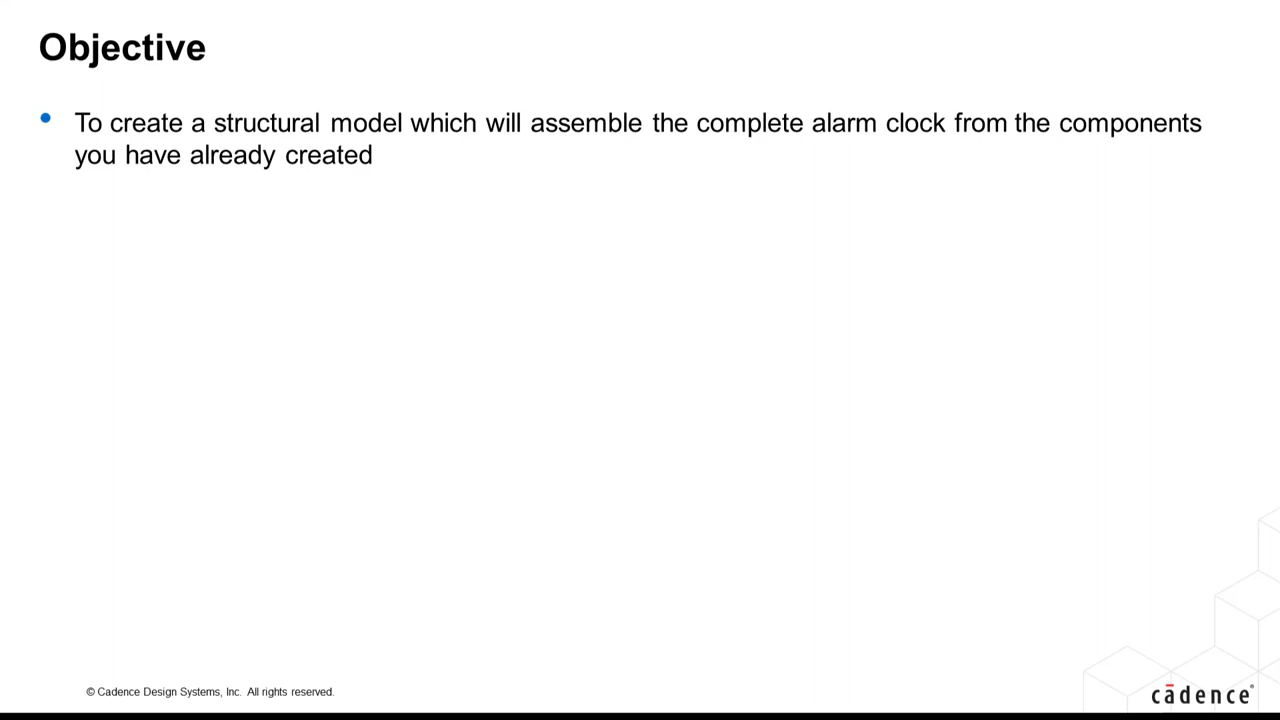 Objective
• To create a structural model which will assemble the complete alarm clock from the components
you have already created
© Cadence Design Systems, Inc. All rights reserved.
cādence®